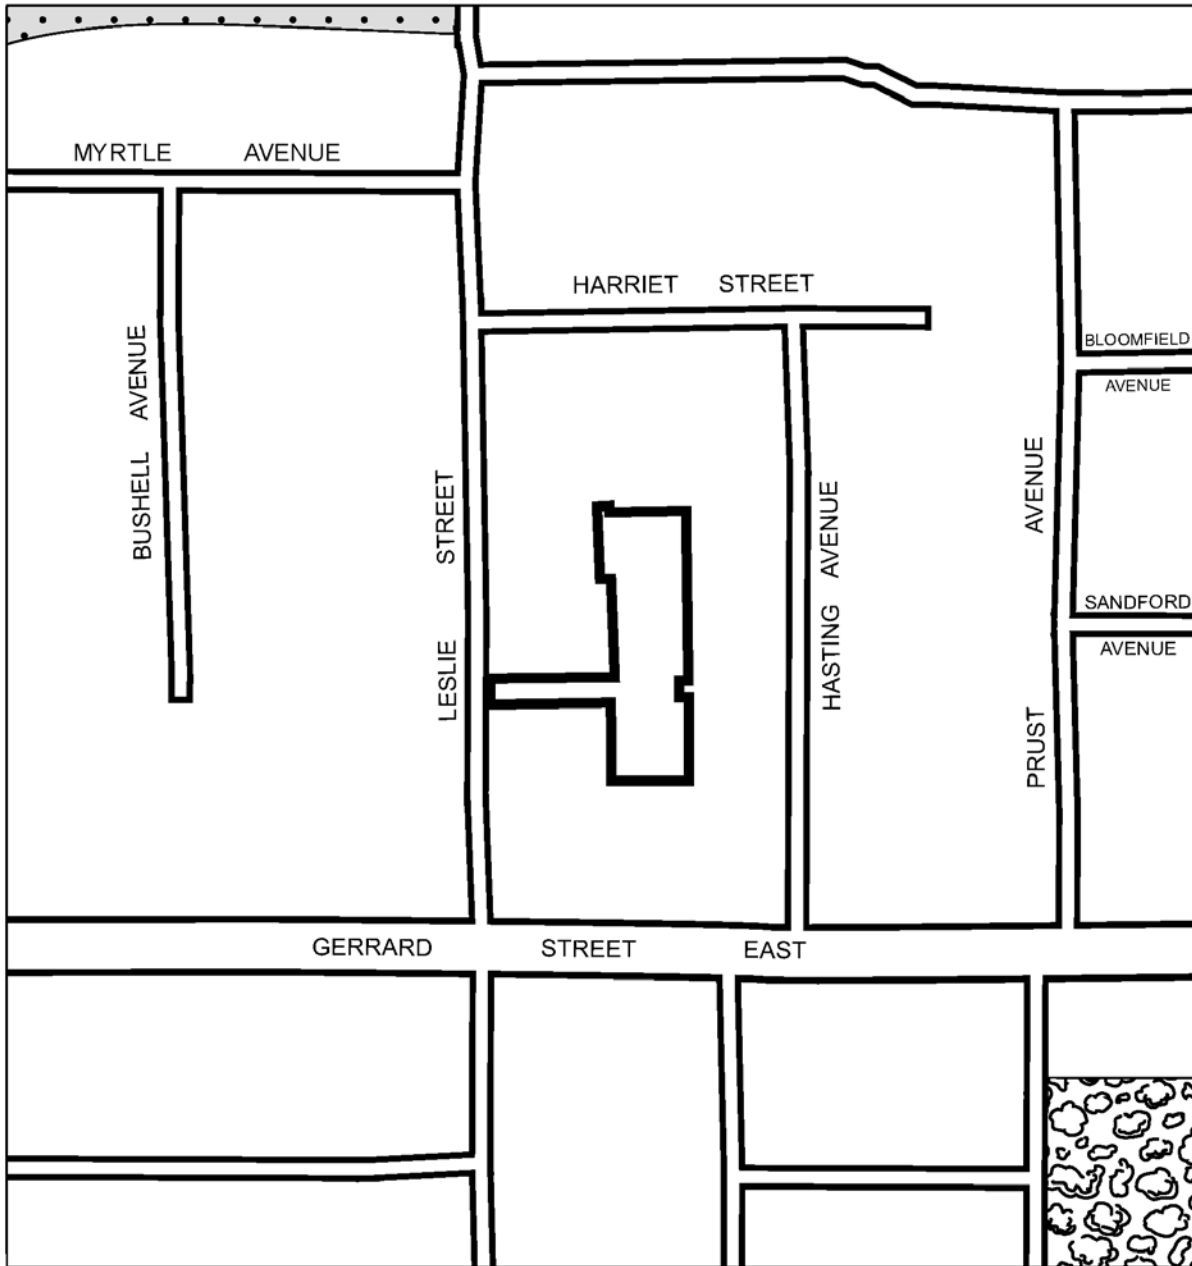 MYRTLE AVENUE
HARRIET STREET
BUSHELL AVENUE
LESLIE STREET
HASTING AVENUE
PRUST AVENUE
BLOOMFIELD
AVENUE
SANDFORD
AVENUE
GERRARD STREET EAST